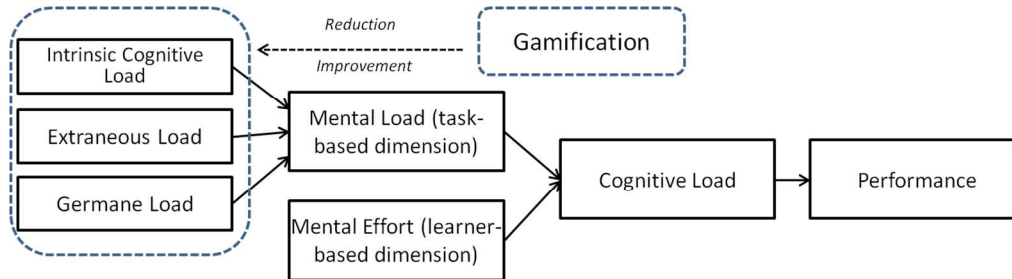 Reduction
Improvement
Gamification
Intrinsic Cognitive
Load
Extraneous Load
Germane Load
Mental Load (task-
based dimension)
Mental Effort (learner-
based dimension)
Cognitive Load
Performance